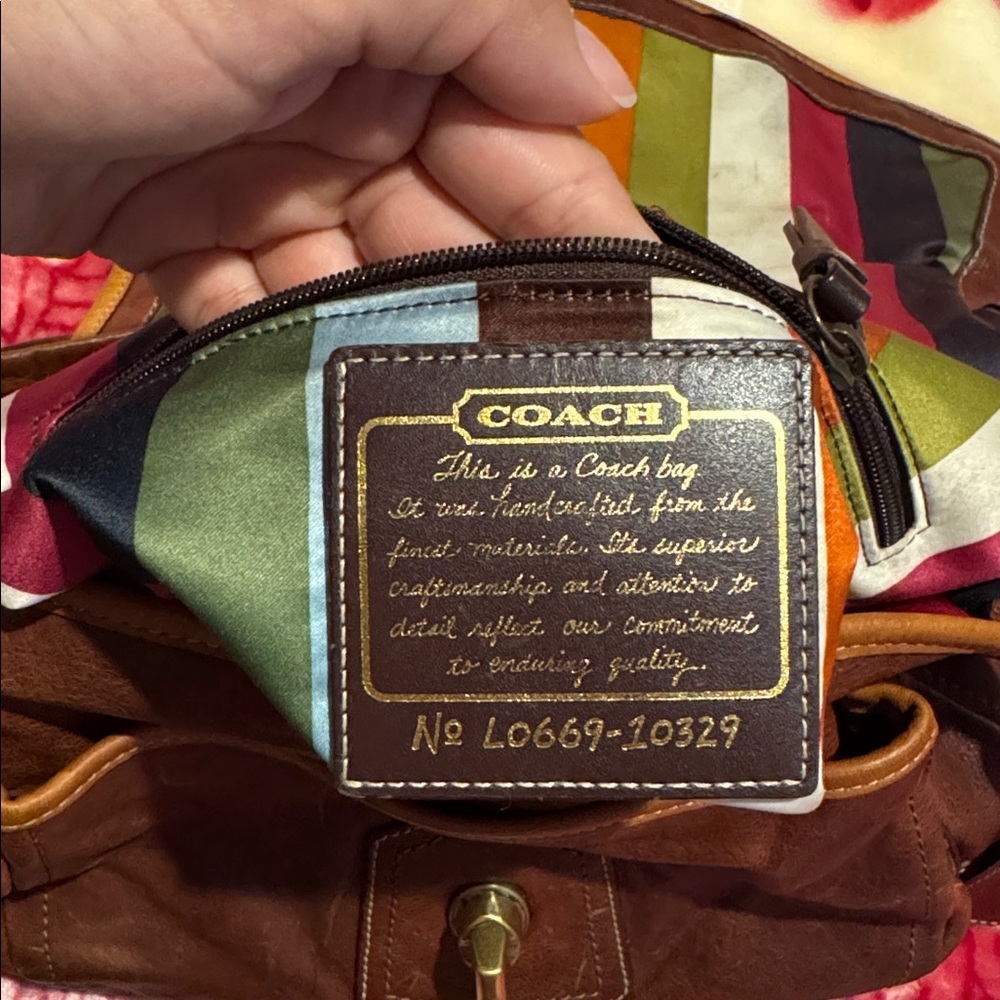 COACH
This is a Coach bag.
It was handcrafted from the
finest materials. Its superior
craftsmanship and attention to
detail reflect our commitment
to enduring quality.
Nº L0669-10329